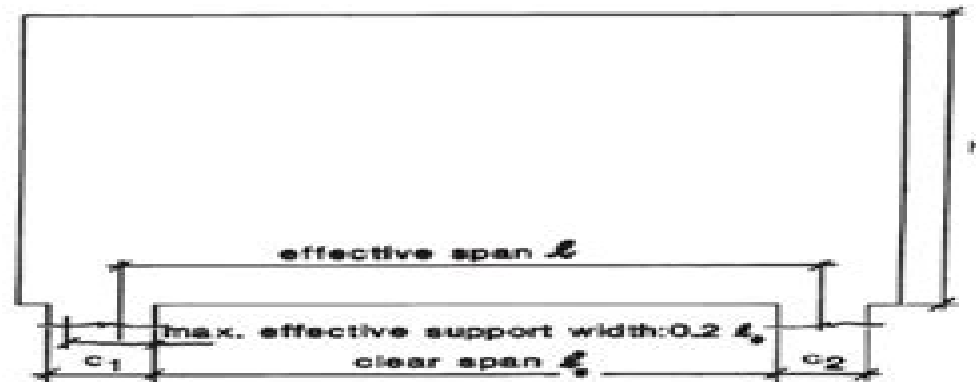 effective span ℓ
max. effective support width:0.2 ℓₒ
c₁ clear span ℓₒ c₂